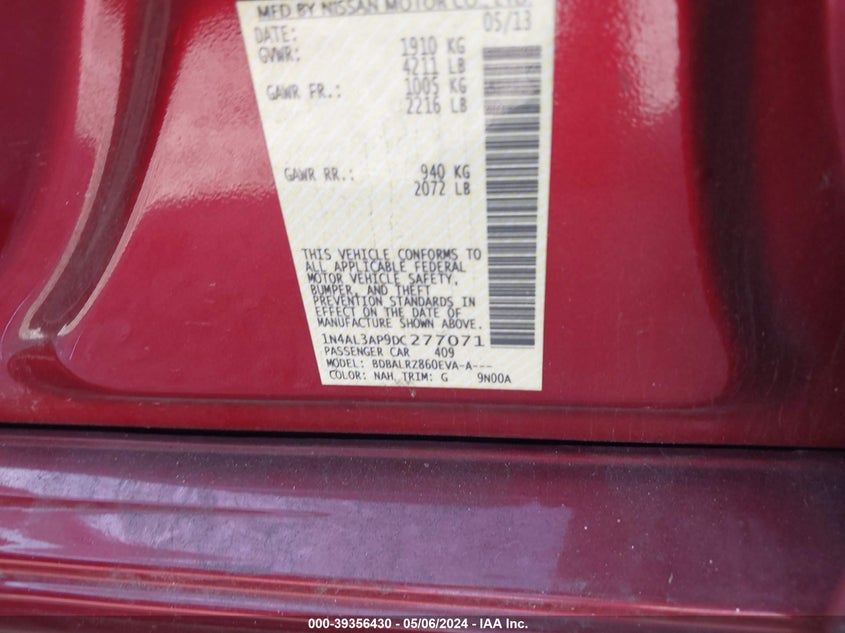 MFD BY NISSAN MOTOR CO., LTD.
DATE: 05/13
GVWR: 1910 KG
4211 LB
GAWR FR.: 1005 KG
2216 LB
GAWR RR.: 940 KG
2072 LB
THIS VEHICLE CONFORMS TO
ALL APPLICABLE FEDERAL
MOTOR VEHICLE SAFETY,
BUMPER, AND THEFT
PREVENTION STANDARDS IN
EFFECT ON THE DATE OF
MANUFACTURE SHOWN ABOVE.
1N4AL3AP9DC277071
PASSENGER CAR 409
MODEL: BDBALRZ860EVA-A---
COLOR: NAH TRIM: G 9N00A
000-39356430 - 05/06/2024 - IAA Inc.